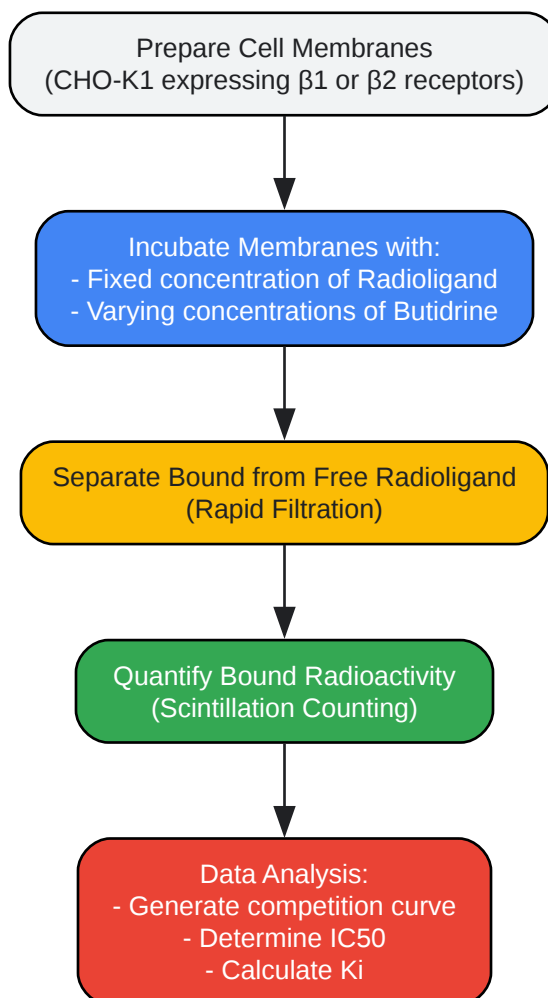 Prepare Cell Membranes
(CHO-K1 expressing β1 or β2 receptors)
Incubate Membranes with:
- Fixed concentration of Radioligand
- Varying concentrations of Butidrine
Separate Bound from Free Radioligand
(Rapid Filtration)
Quantify Bound Radioactivity
(Scintillation Counting)
Data Analysis:
- Generate competition curve
- Determine IC50
- Calculate Ki